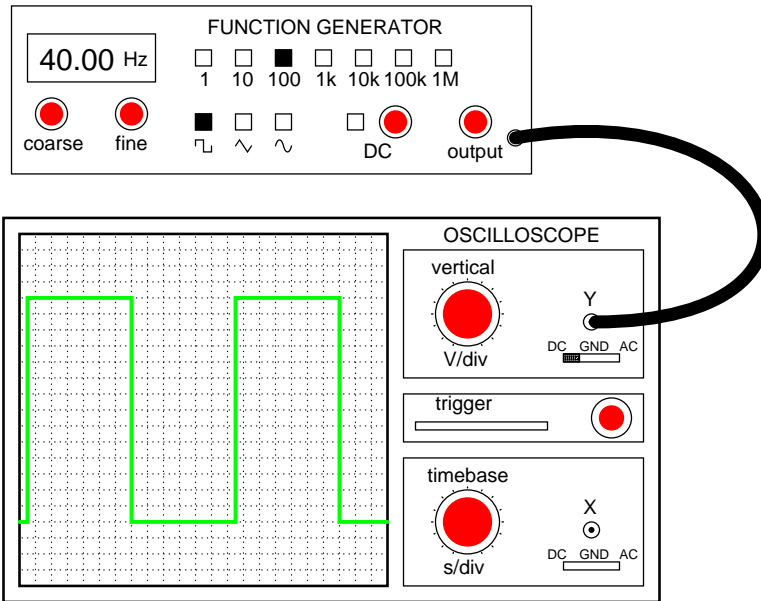 FUNCTION GENERATOR
40.00 Hz
1 10 100 1k 10k 100k 1M
coarse fine DC output
OSCILLOSCOPE
vertical
Y
V/div
DC GND AC
trigger
timebase
X
s/div
DC GND AC